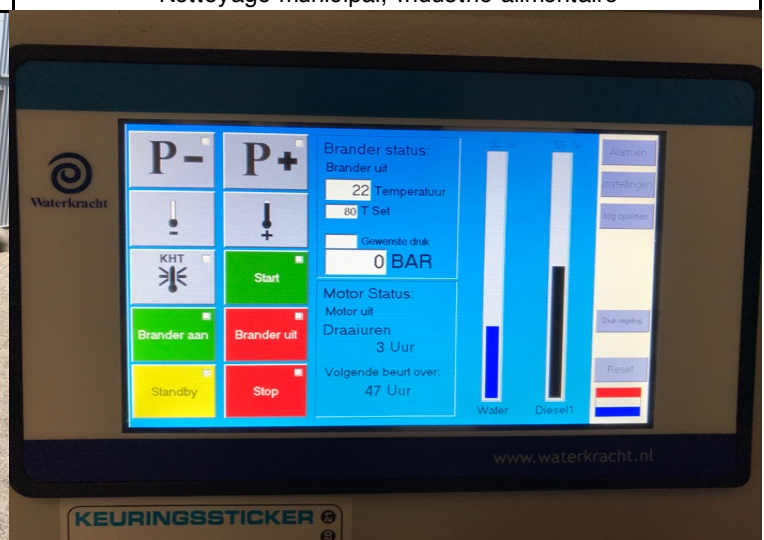 Nettoyage municipal, Industrie alimentaire
Waterkracht
P-
P+
-
+
KHT
Start
Brander aan
Brander uit
Standby
Stop
Brander status:
Brander uit
22 Temperatuur
80 T Set
Gewenste druk
0 BAR
Motor Status:
Motor uit
Draaiuren
3 Uur
Volgende beurt over:
47 Uur
Water
Diesel1
Alarmen
Instellingen
log opslaan
Druk regeling
Reset
www.waterkracht.nl
KEURINGSSTICKER